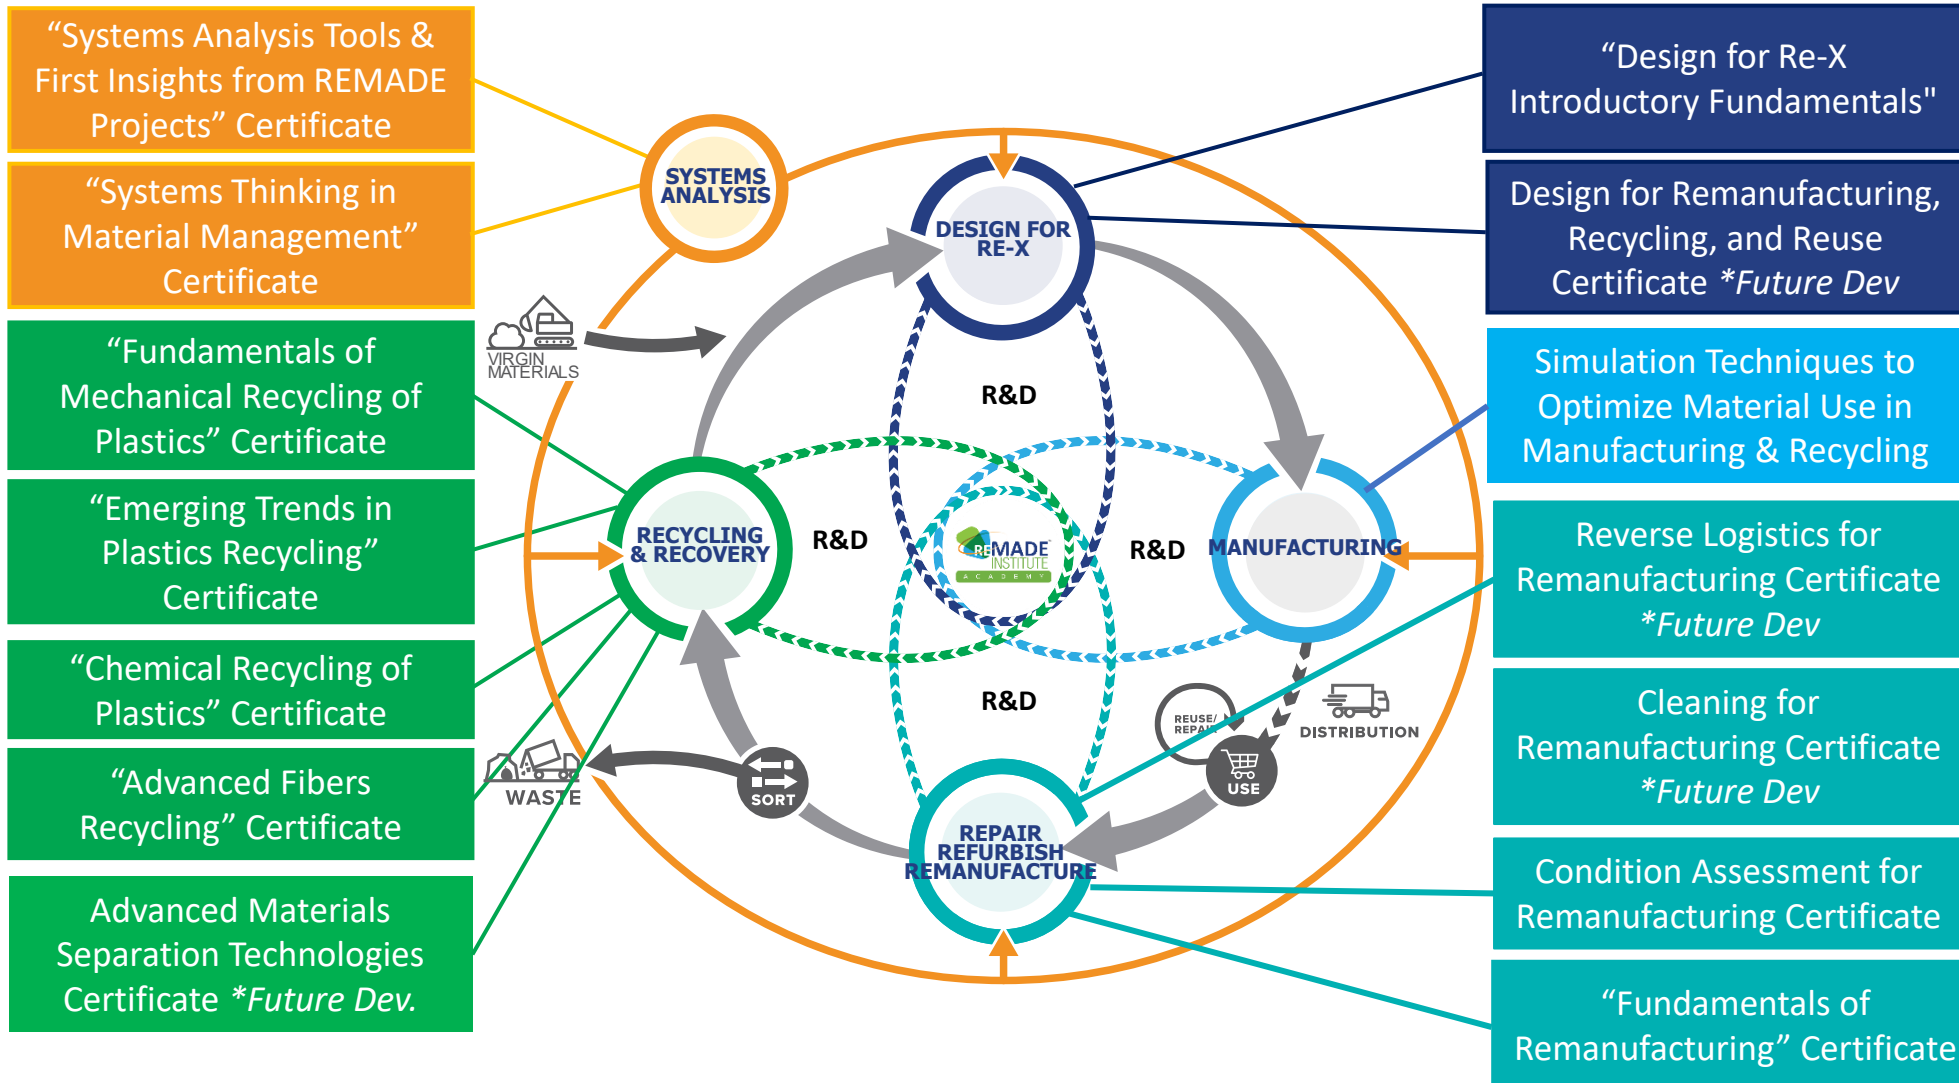 “Systems Analysis Tools &
First Insights from REMADE
Projects” Certificate
“Systems Thinking in
Material Management”
Certificate
“Fundamentals of
Mechanical Recycling of
Plastics” Certificate
“Emerging Trends in
Plastics Recycling”
Certificate
“Chemical Recycling of
Plastics” Certificate
“Advanced Fibers
Recycling” Certificate
Advanced Materials
Separation Technologies
Certificate *Future Dev.
SYSTEMS
ANALYSIS
DESIGN FOR
RE-X
VIRGIN
MATERIALS
R&D
RECYCLING
& RECOVERY
R&D
REMADE
INSTITUTE
ACADEMY
R&D
MANUFACTURING
R&D
REUSE/
REPAIR
DISTRIBUTION
USE
WASTE
SORT
REPAIR
REFURBISH
REMANUFACTURE
“Design for Re-X
Introductory Fundamentals"
Design for Remanufacturing,
Recycling, and Reuse
Certificate *Future Dev
Simulation Techniques to
Optimize Material Use in
Manufacturing & Recycling
Reverse Logistics for
Remanufacturing Certificate
*Future Dev
Cleaning for
Remanufacturing Certificate
*Future Dev
Condition Assessment for
Remanufacturing Certificate
“Fundamentals of
Remanufacturing” Certificate